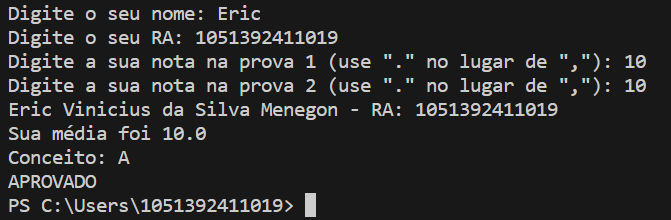 Digite o seu nome: Eric
Digite o seu RA: 1051392411019
Digite a sua nota na prova 1 (use "." no lugar de ","): 10
Digite a sua nota na prova 2 (use "." no lugar de ","): 10
Eric Vinicius da Silva Menegon - RA: 1051392411019
Sua média foi 10.0
Conceito: A
APROVADO
PS C:\Users\1051392411019>